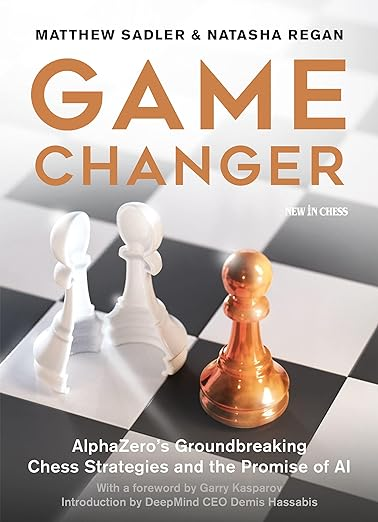 MATTHEW SADLER & NATASHA REGAN
GAME
CHANGER
NEW IN CHESS
AlphaZero's Groundbreaking
Chess Strategies and the Promise of AI
With a foreword by Garry Kasparov
Introduction by DeepMind CEO Demis Hassabis